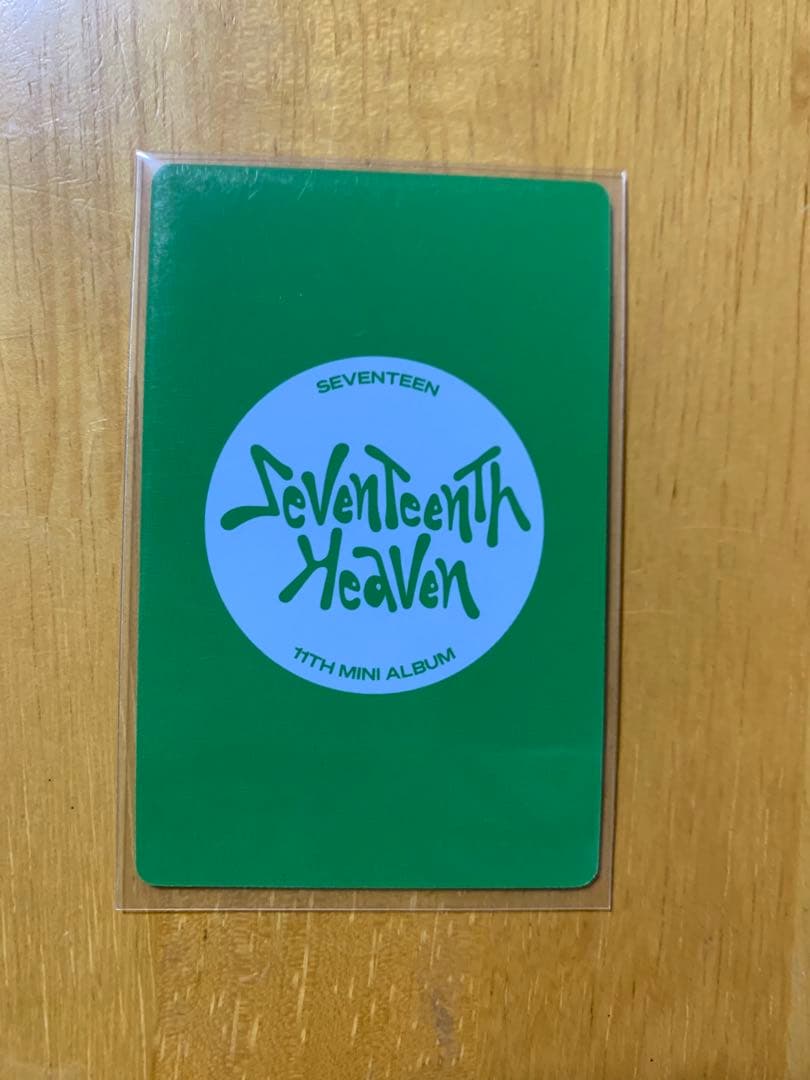 SEVENTEEN
SevenTeenTh
Heaven
11TH MINI ALBUM